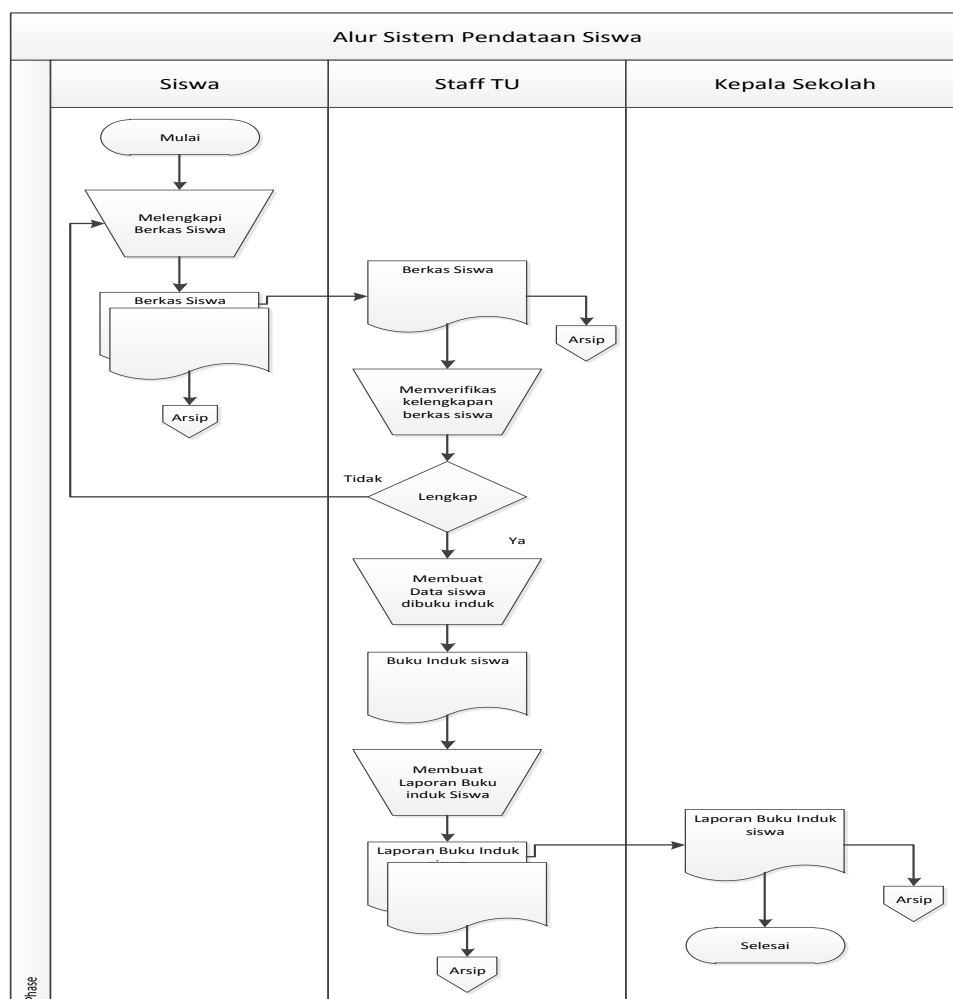 Alur Sistem Pendataan Siswa
Siswa
Staff TU
Kepala Sekolah
Mulai
Melengkapi
Berkas Siswa
Berkas Siswa
Arsip
Berkas Siswa
Arsip
Memverifikas
kelengkapan
berkas siswa
Tidak
Lengkap
Ya
Membuat
Data siswa
dibuku induk
Buku Induk siswa
Membuat
Laporan Buku
induk Siswa
Laporan Buku Induk
Arsip
Laporan Buku Induk
siswa
Arsip
Selesai
Phase